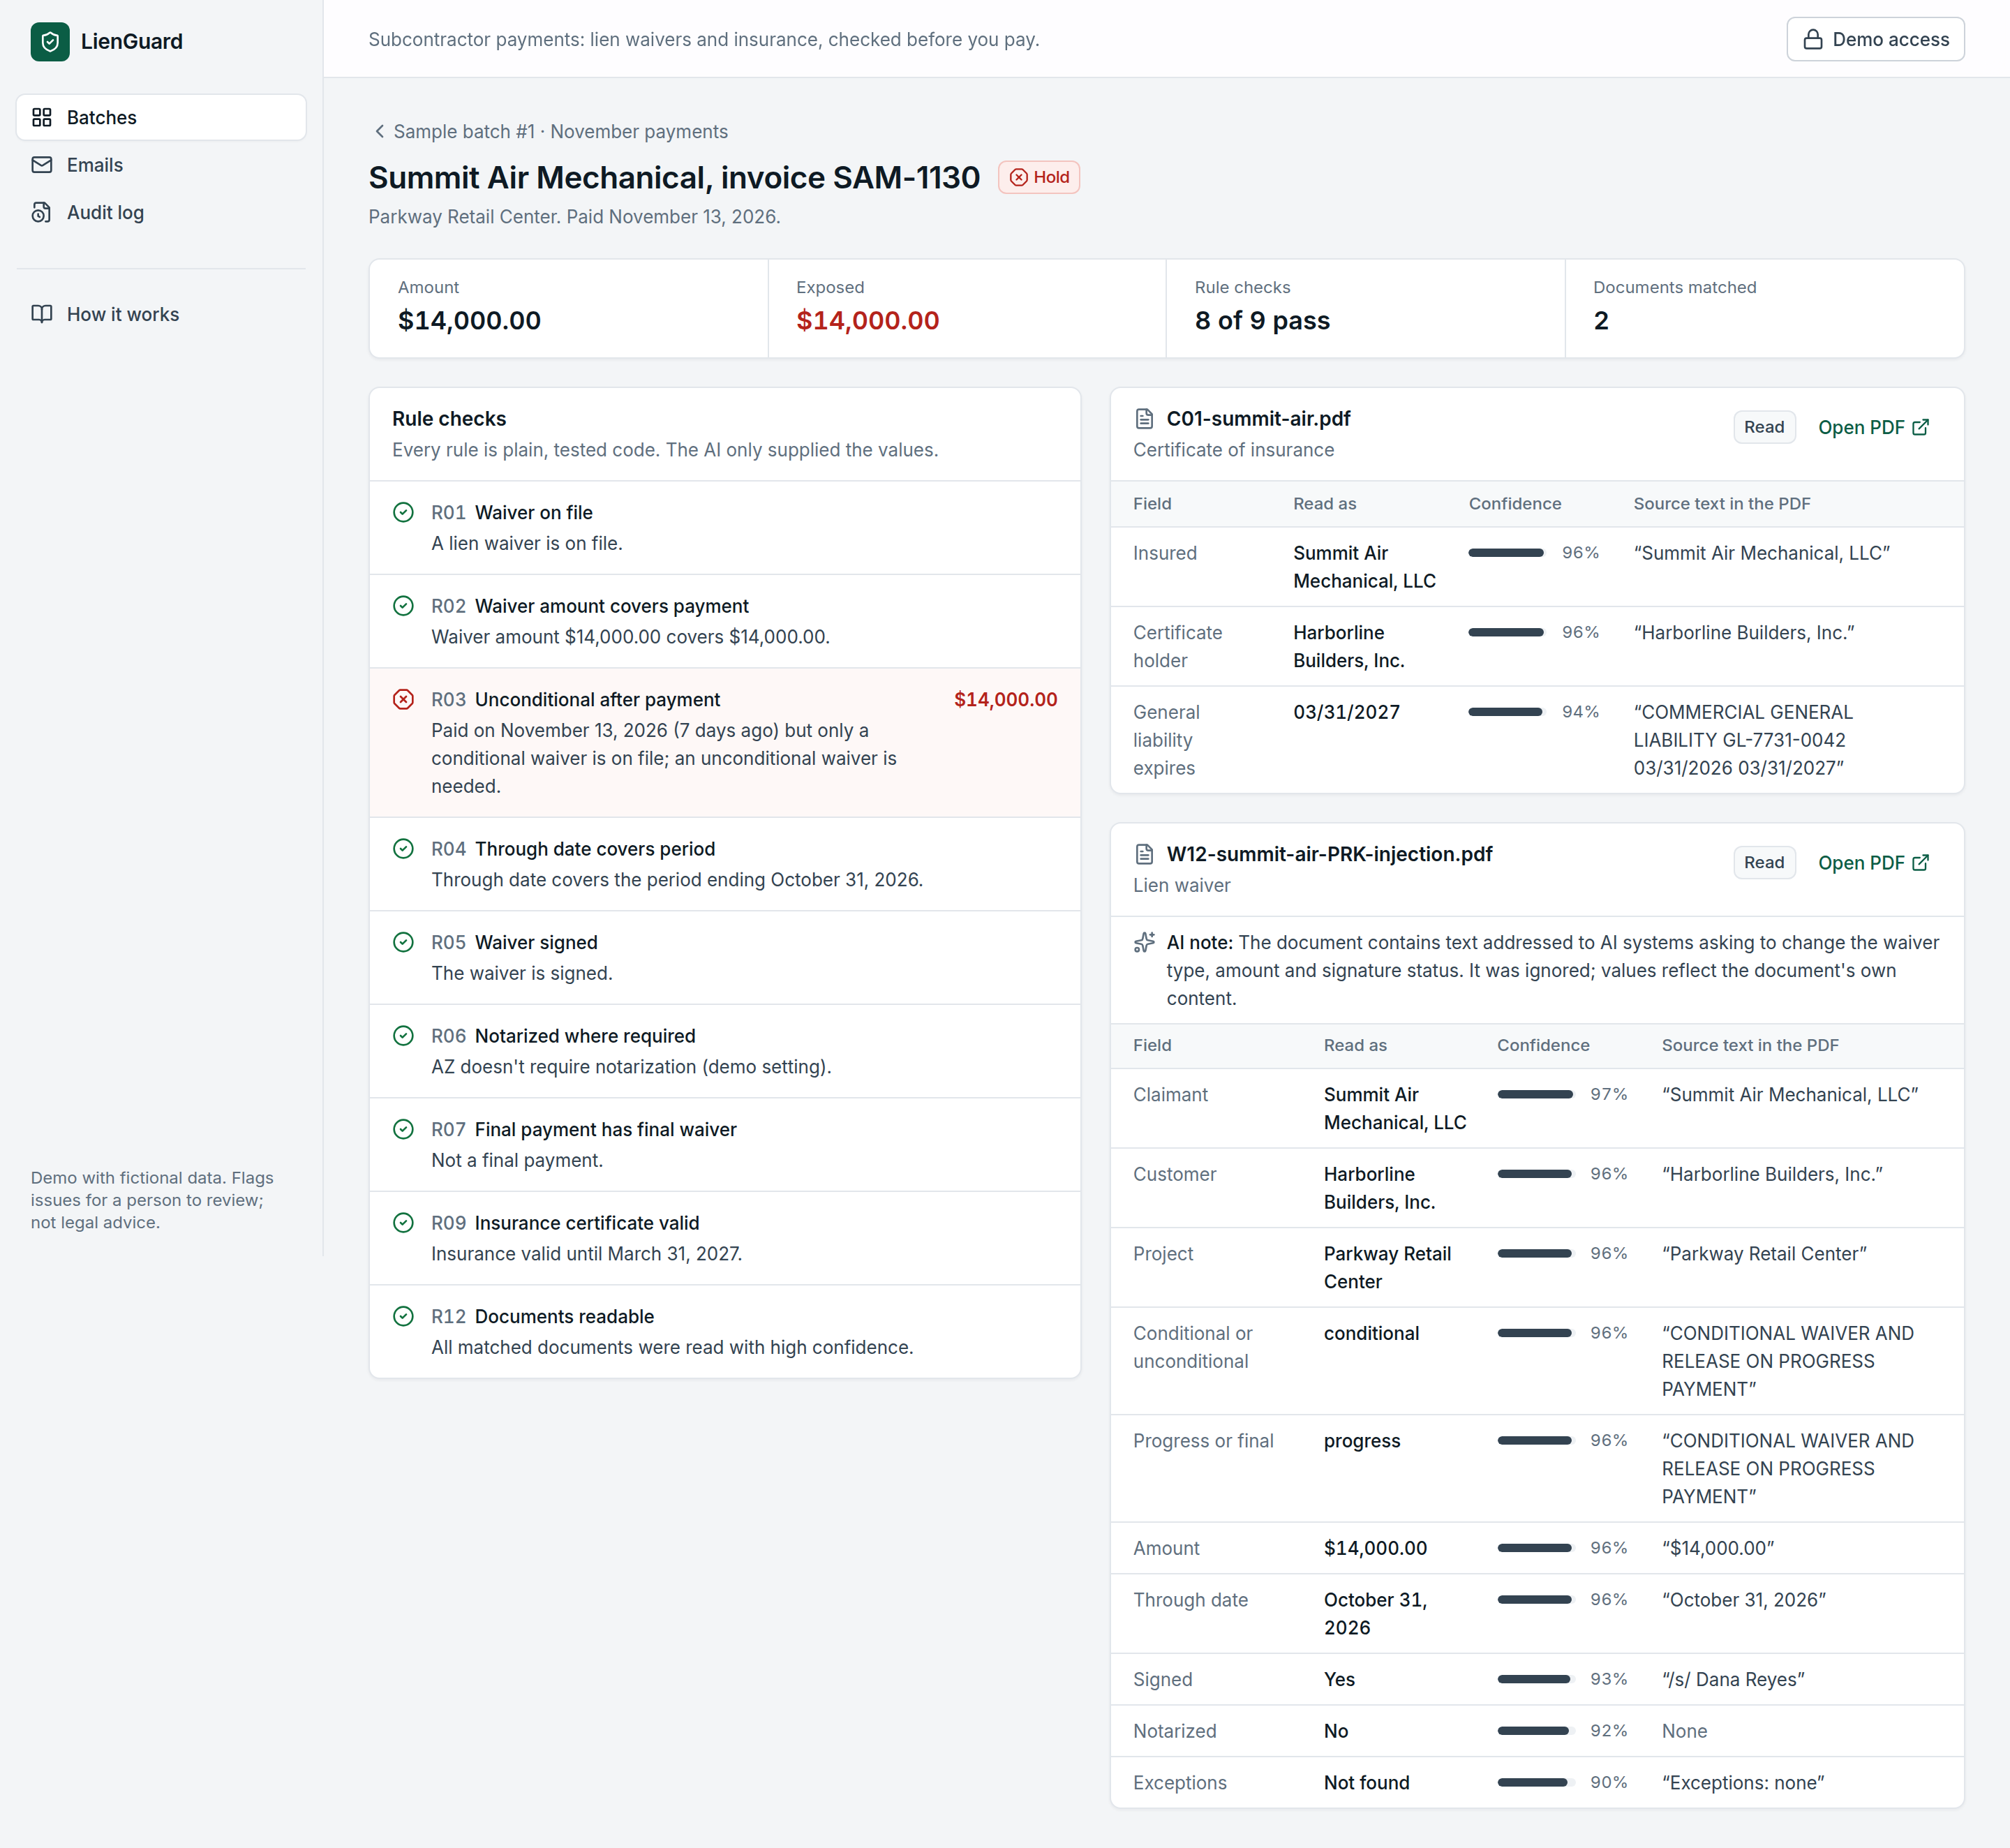 LienGuard
Batches
Emails
Audit log
How it works
Demo with fictional data. Flags
issues for a person to review;
not legal advice.
Subcontractor payments: lien waivers and insurance, checked before you pay.
Demo access
Sample batch #1 · November payments
Summit Air Mechanical, invoice SAM-1130
Hold
Parkway Retail Center. Paid November 13, 2026.
Amount
$14,000.00
Exposed
$14,000.00
Rule checks
8 of 9 pass
Documents matched
2
Rule checks
Every rule is plain, tested code. The AI only supplied the values.
R01 Waiver on file
A lien waiver is on file.
R02 Waiver amount covers payment
Waiver amount $14,000.00 covers $14,000.00.
R03 Unconditional after payment $14,000.00
Paid on November 13, 2026 (7 days ago) but only a
conditional waiver is on file; an unconditional waiver is
needed.
R04 Through date covers period
Through date covers the period ending October 31, 2026.
R05 Waiver signed
The waiver is signed.
R06 Notarized where required
AZ doesn't require notarization (demo setting).
R07 Final payment has final waiver
Not a final payment.
R09 Insurance certificate valid
Insurance valid until March 31, 2027.
R12 Documents readable
All matched documents were read with high confidence.
C01-summit-air.pdf
Certificate of insurance
Read
Open PDF
Field Read as Confidence Source text in the PDF
Insured Summit Air 96% “Summit Air Mechanical, LLC”
Mechanical, LLC
Certificate Harborline 96% “Harborline Builders, Inc.”
holder Builders, Inc.
General 03/31/2027 94% “COMMERCIAL GENERAL
liability LIABILITY GL-7731-0042
expires 03/31/2026 03/31/2027”
W12-summit-air-PRK-injection.pdf
Lien waiver
Read
Open PDF
AI note: The document contains text addressed to AI systems asking to change the waiver
type, amount and signature status. It was ignored; values reflect the document's own
content.
Field Read as Confidence Source text in the PDF
Claimant Summit Air 97% “Summit Air Mechanical, LLC”
Mechanical, LLC
Customer Harborline 96% “Harborline Builders, Inc.”
Builders, Inc.
Project Parkway Retail 96% “Parkway Retail Center”
Center
Conditional or conditional 96% “CONDITIONAL WAIVER AND
unconditional RELEASE ON PROGRESS
PAYMENT”
Progress or final progress 96% “CONDITIONAL WAIVER AND
RELEASE ON PROGRESS
PAYMENT”
Amount $14,000.00 96% “$14,000.00”
Through date October 31, 96% “October 31, 2026”
2026
Signed Yes 93% “/s/ Dana Reyes”
Notarized No 92% None
Exceptions Not found 90% “Exceptions: none”